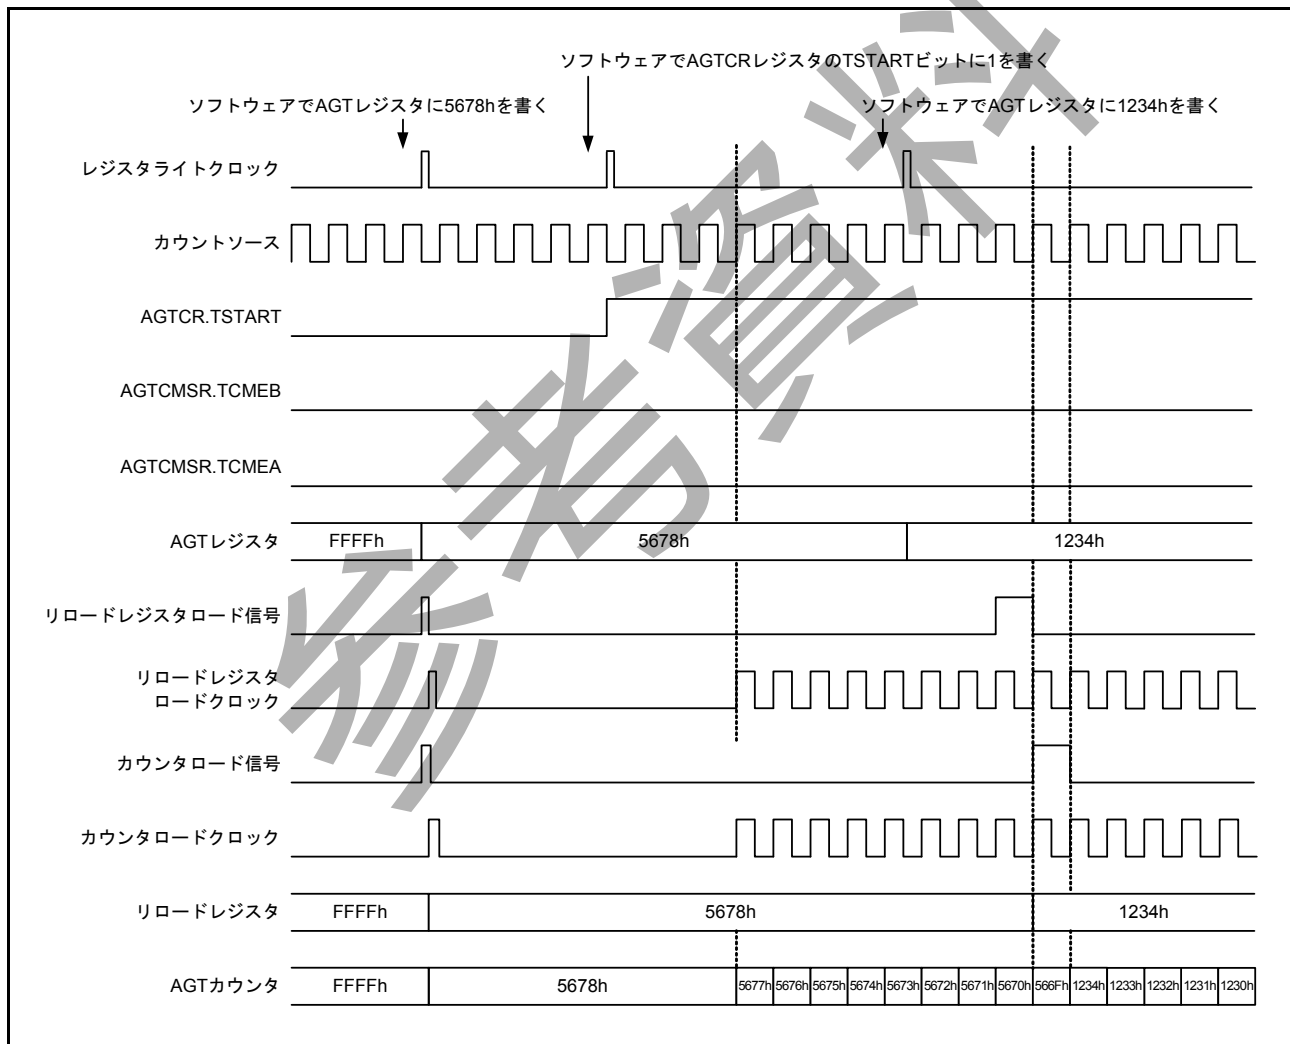 ソフトウェアでAGTCRレジスタのTSTARTビットに1を書く
ソフトウェアでAGTレジスタに5678hを書く
ソフトウェアでAGTレジスタに1234hを書く
レジスタライトクロック
カウントソース
AGTCR.TSTART
AGTCMSR.TCMEB
AGTCMSR.TCMEA
AGTレジスタ
FFFFh
5678h
1234h
リロードレジスタロード信号
リロードレジスタ
ロードクロック
カウンタロード信号
カウンタロードクロック
リロードレジスタ
FFFFh
5678h
1234h
AGTカウンタ
FFFFh
5678h
5677h
5676h
5675h
5674h
5673h
5672h
5671h
5670h
566Fh
1234h
1233h
1232h
1231h
1230h
参考資料